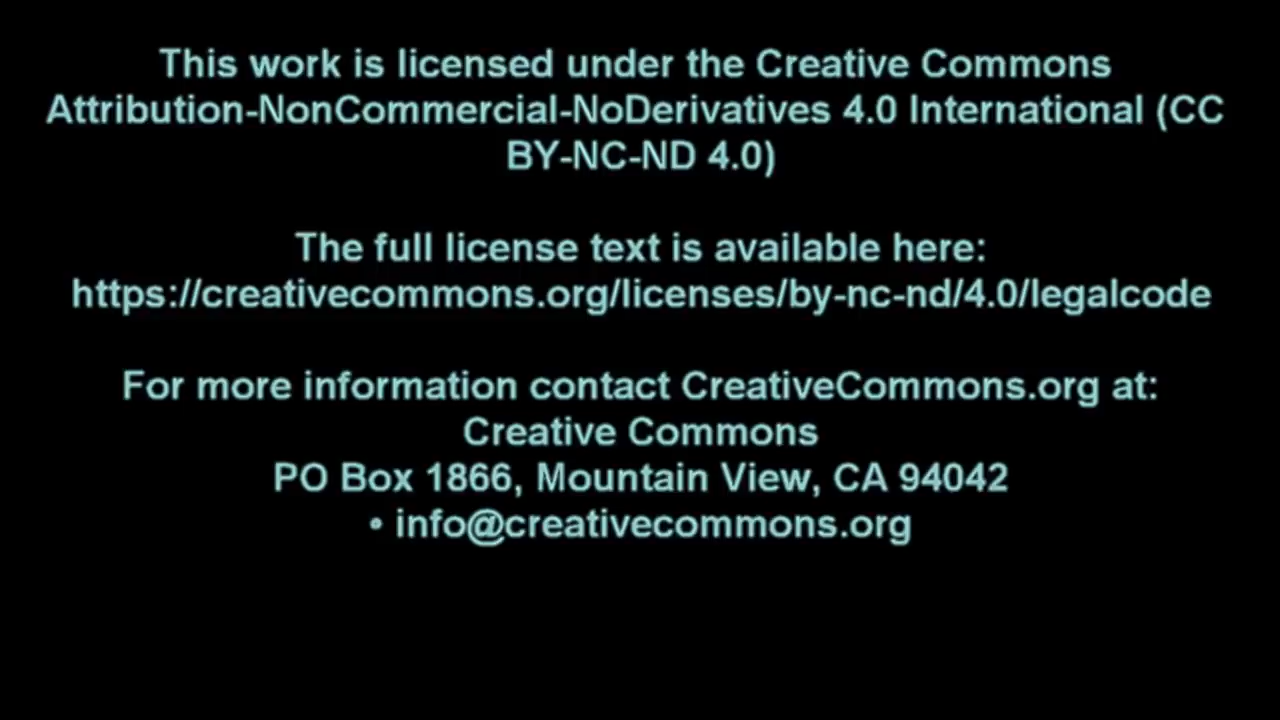 This work is licensed under the Creative Commons
Attribution-NonCommercial-NoDerivatives 4.0 International (CC
BY-NC-ND 4.0)
The full license text is available here:
https://creativecommons.org/licenses/by-nc-nd/4.0/legalcode
For more information contact CreativeCommons.org at:
Creative Commons
PO Box 1866, Mountain View, CA 94042
• info@creativecommons.org